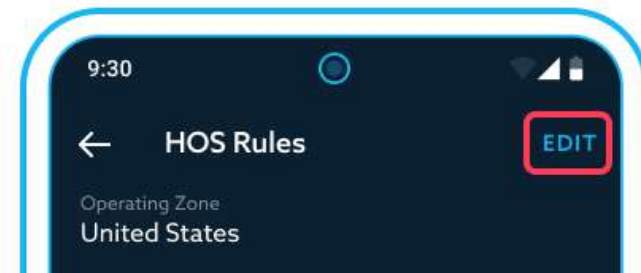 9:30
← HOS Rules EDIT
Operating Zone
United States